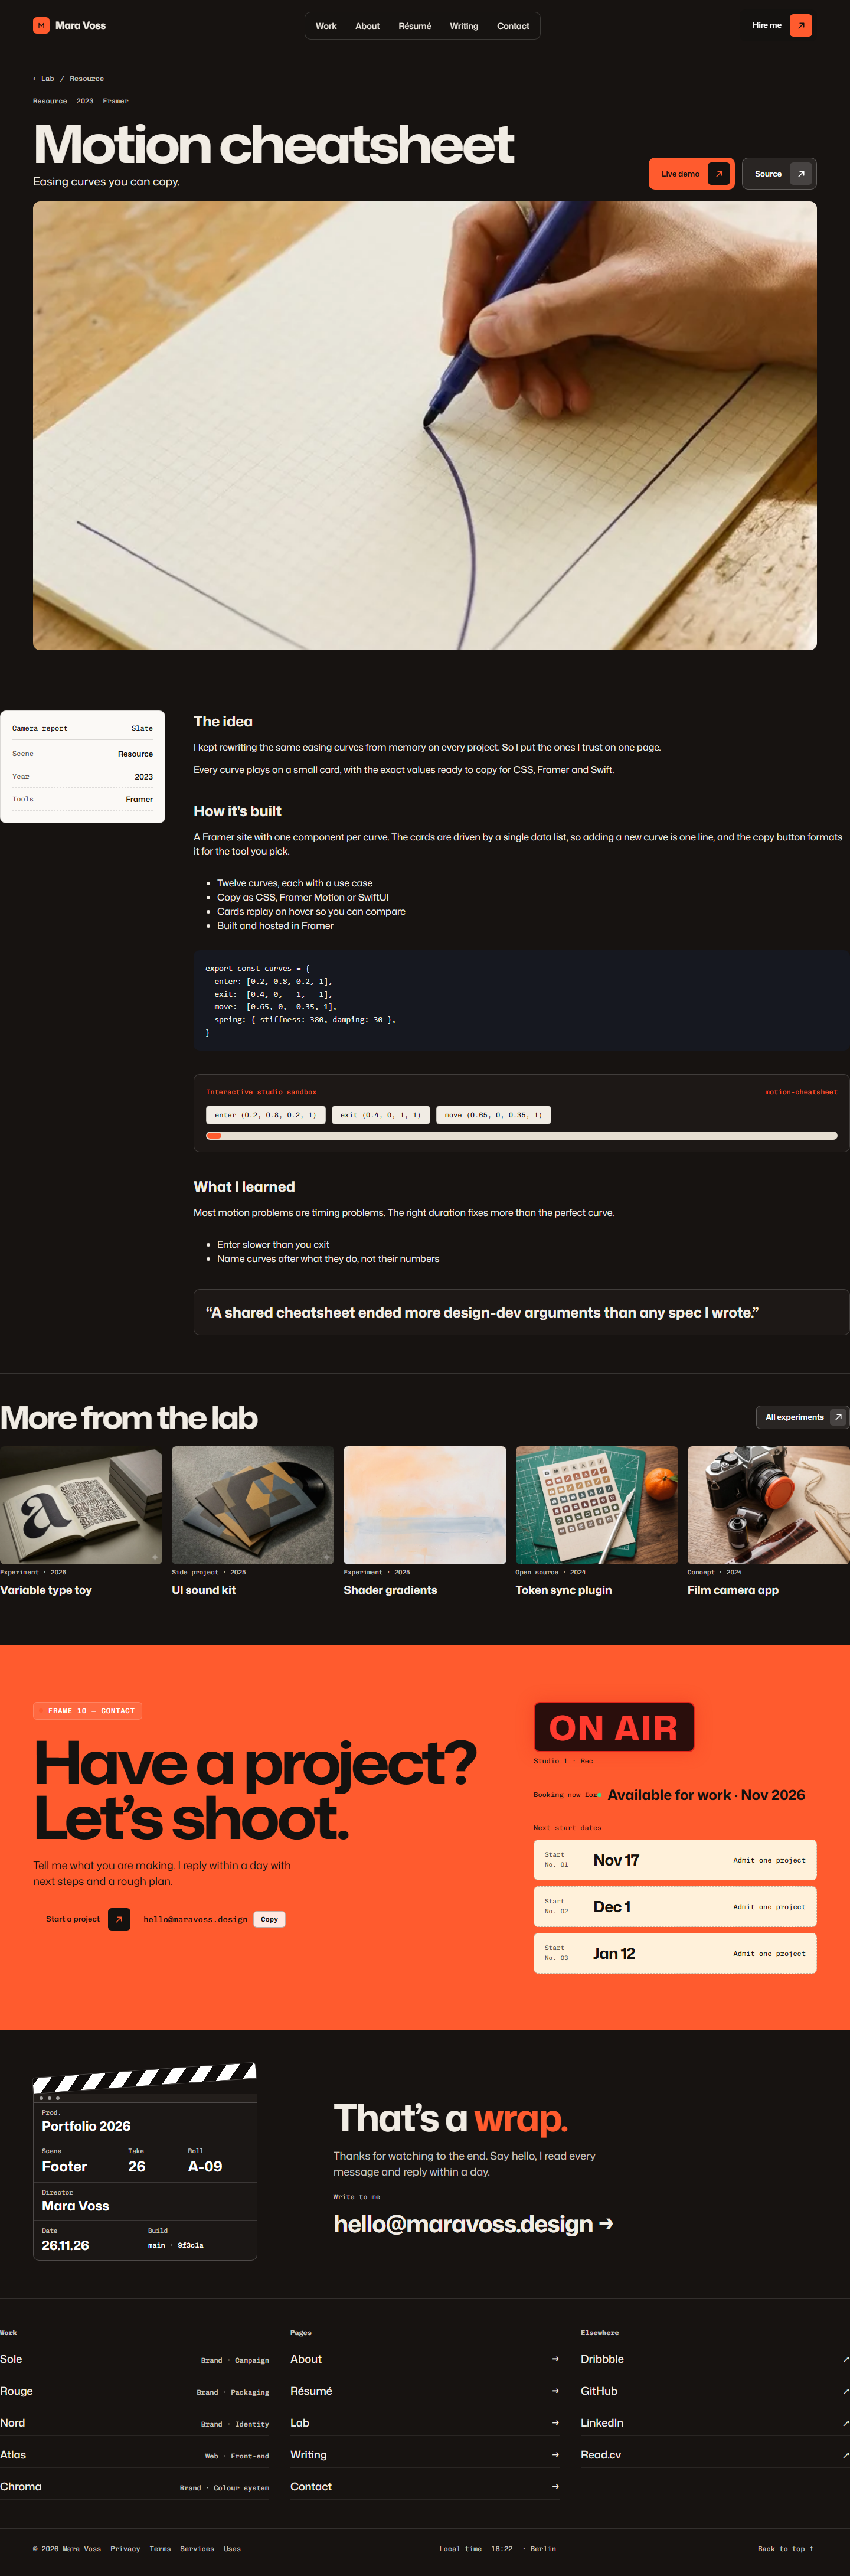 M Mara Voss
Work About Résumé Writing Contact
Hire me ↗
← Lab / Resource
Resource 2023 Framer
Motion cheatsheet
Easing curves you can copy.
Live demo ↗
Source ↗
Camera report Slate
Scene Resource
Year 2023
Tools Framer
The idea
I kept rewriting the same easing curves from memory on every project. So I put the ones I trust on one page.
Every curve plays on a small card, with the exact values ready to copy for CSS, Framer and Swift.
How it's built
A Framer site with one component per curve. The cards are driven by a single data list, so adding a new curve is one line, and the copy button formats
it for the tool you pick.
• Twelve curves, each with a use case
• Copy as CSS, Framer Motion or SwiftUI
• Cards replay on hover so you can compare
• Built and hosted in Framer
export const curves = {
  enter: [0.2, 0.8, 0.2, 1],
  exit:  [0.4, 0,   1,   1],
  move:  [0.65, 0,  0.35, 1],
  spring: { stiffness: 380, damping: 30 },
}
Interactive studio sandbox motion-cheatsheet
enter (0.2, 0.8, 0.2, 1) exit (0.4, 0, 1, 1) move (0.65, 0, 0.35, 1)
What I learned
Most motion problems are timing problems. The right duration fixes more than the perfect curve.
• Enter slower than you exit
• Name curves after what they do, not their numbers
“A shared cheatsheet ended more design-dev arguments than any spec I wrote.”
More from the lab
All experiments ↗
a
Experiment · 2026
Variable type toy
Side project · 2025
UI sound kit
Experiment · 2025
Shader gradients
Open source · 2024
Token sync plugin
Concept · 2024
Film camera app
FRAME 10 — CONTACT
Have a project?
Let's shoot.
Tell me what you are making. I reply within a day with
next steps and a rough plan.
Start a project ↗ hello@maravoss.design Copy
ON AIR
Studio 1 · Rec
Booking now for Available for work · Nov 2026
Next start dates
Start
No. 01
Nov 17
Admit one project
Start
No. 02
Dec 1
Admit one project
Start
No. 03
Jan 12
Admit one project
Prod.
Portfolio 2026
Scene Take Roll
Footer 26 A-09
Director
Mara Voss
Date Build
26.11.26 main · 9f3c1a
That's a wrap.
Thanks for watching to the end. Say hello, I read every
message and reply within a day.
Write to me
hello@maravoss.design →
Work
Sole Brand · Campaign
Rouge Brand · Packaging
Nord Brand · Identity
Atlas Web · Front-end
Chroma Brand · Colour system
Pages
About →
Résumé →
Lab →
Writing →
Contact →
Elsewhere
Dribbble ↗
GitHub ↗
LinkedIn ↗
Read.cv ↗
© 2026 Mara Voss Privacy Terms Services Uses
Local time 18:22 · Berlin
Back to top ↑